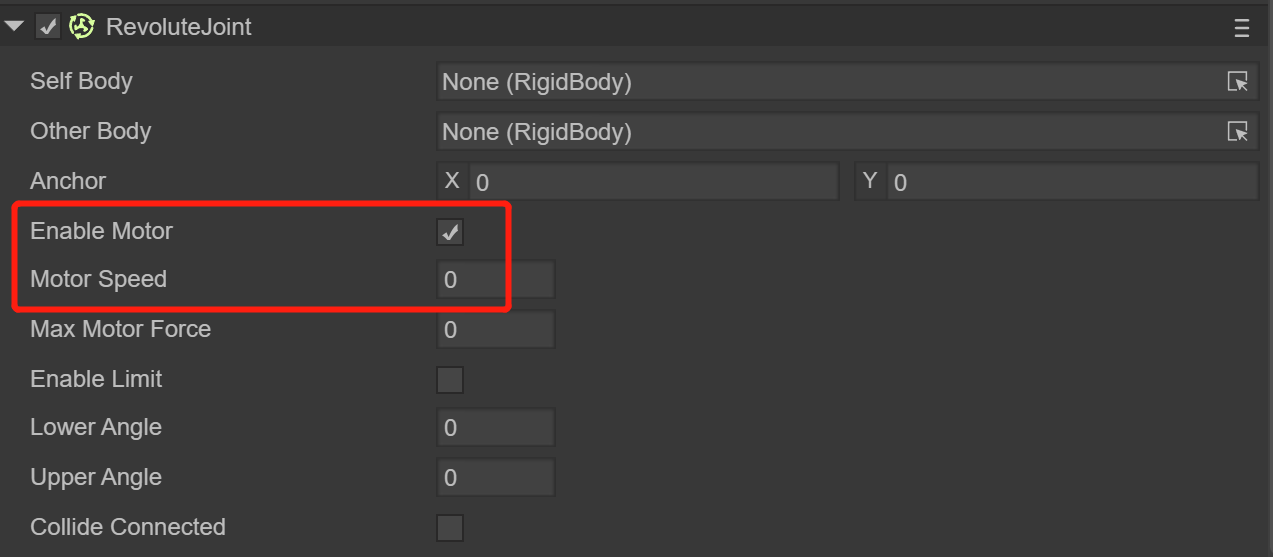 RevoluteJoint
Self Body None (RigidBody)
Other Body None (RigidBody)
Anchor X 0 Y 0
Enable Motor
Motor Speed 0
Max Motor Force 0
Enable Limit
Lower Angle 0
Upper Angle 0
Collide Connected